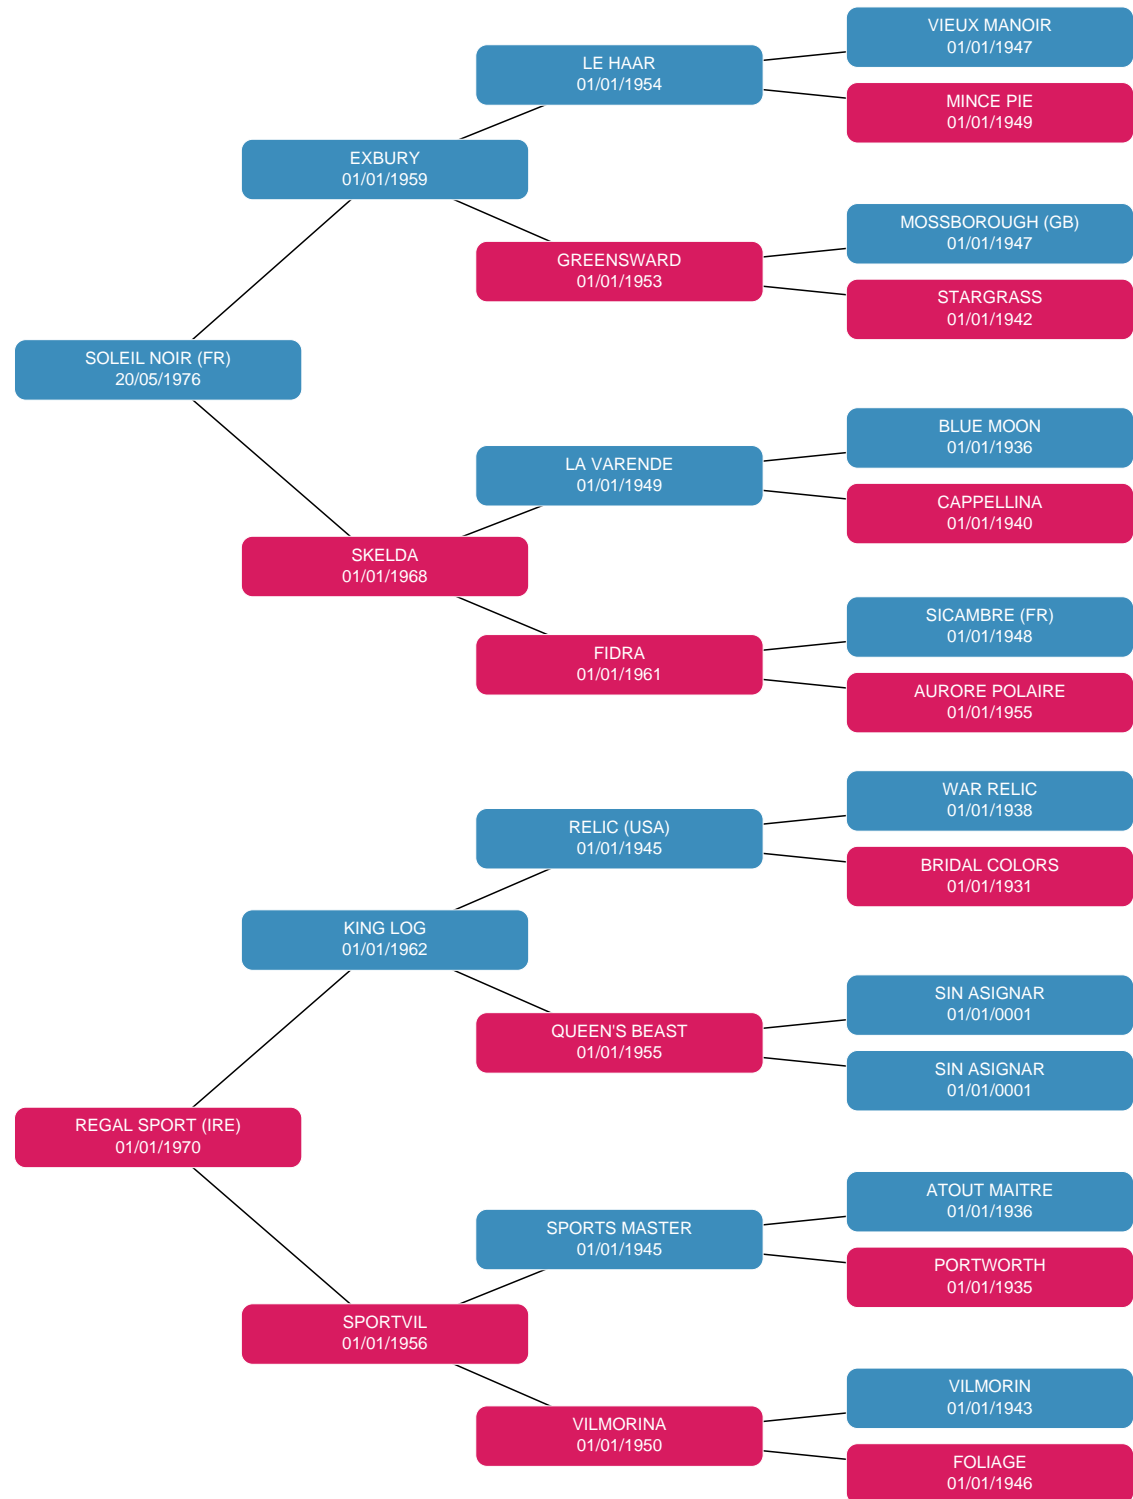 VIEUX MANOIR
01/01/1947
LE HAAR
01/01/1954
MINCE PIE
01/01/1949
EXBURY
01/01/1959
MOSSBOROUGH (GB)
01/01/1947
GREENSWARD
01/01/1953
STARGRASS
01/01/1942
SOLEIL NOIR (FR)
20/05/1976
BLUE MOON
01/01/1936
LA VARENDE
01/01/1949
CAPPELLINA
01/01/1940
SKELDA
01/01/1968
SICAMBRE (FR)
01/01/1948
FIDRA
01/01/1961
AURORE POLAIRE
01/01/1955
WAR RELIC
01/01/1938
RELIC (USA)
01/01/1945
BRIDAL COLORS
01/01/1931
KING LOG
01/01/1962
SIN ASIGNAR
01/01/0001
QUEEN'S BEAST
01/01/1955
SIN ASIGNAR
01/01/0001
REGAL SPORT (IRE)
01/01/1970
ATOUT MAITRE
01/01/1936
SPORTS MASTER
01/01/1945
PORTWORTH
01/01/1935
SPORTVIL
01/01/1956
VILMORIN
01/01/1943
VILMORINA
01/01/1950
FOLIAGE
01/01/1946